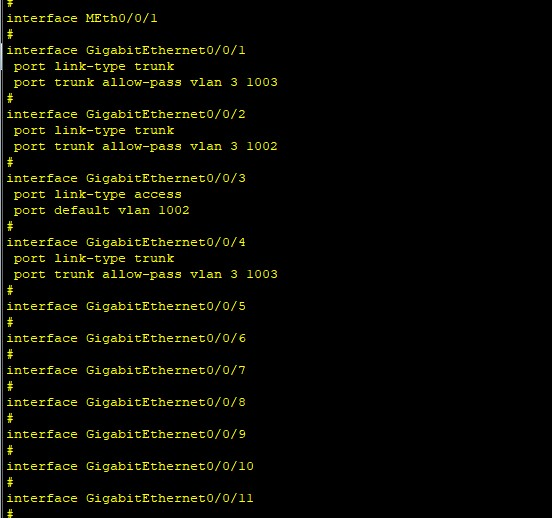 #
interface MEth0/0/1
#
interface GigabitEthernet0/0/1
port link-type trunk
port trunk allow-pass vlan 3 1003
#
interface GigabitEthernet0/0/2
port link-type trunk
port trunk allow-pass vlan 3 1002
#
interface GigabitEthernet0/0/3
port link-type access
port default vlan 1002
#
interface GigabitEthernet0/0/4
port link-type trunk
port trunk allow-pass vlan 3 1003
#
interface GigabitEthernet0/0/5
#
interface GigabitEthernet0/0/6
#
interface GigabitEthernet0/0/7
#
interface GigabitEthernet0/0/8
#
interface GigabitEthernet0/0/9
#
interface GigabitEthernet0/0/10
#
interface GigabitEthernet0/0/11
#